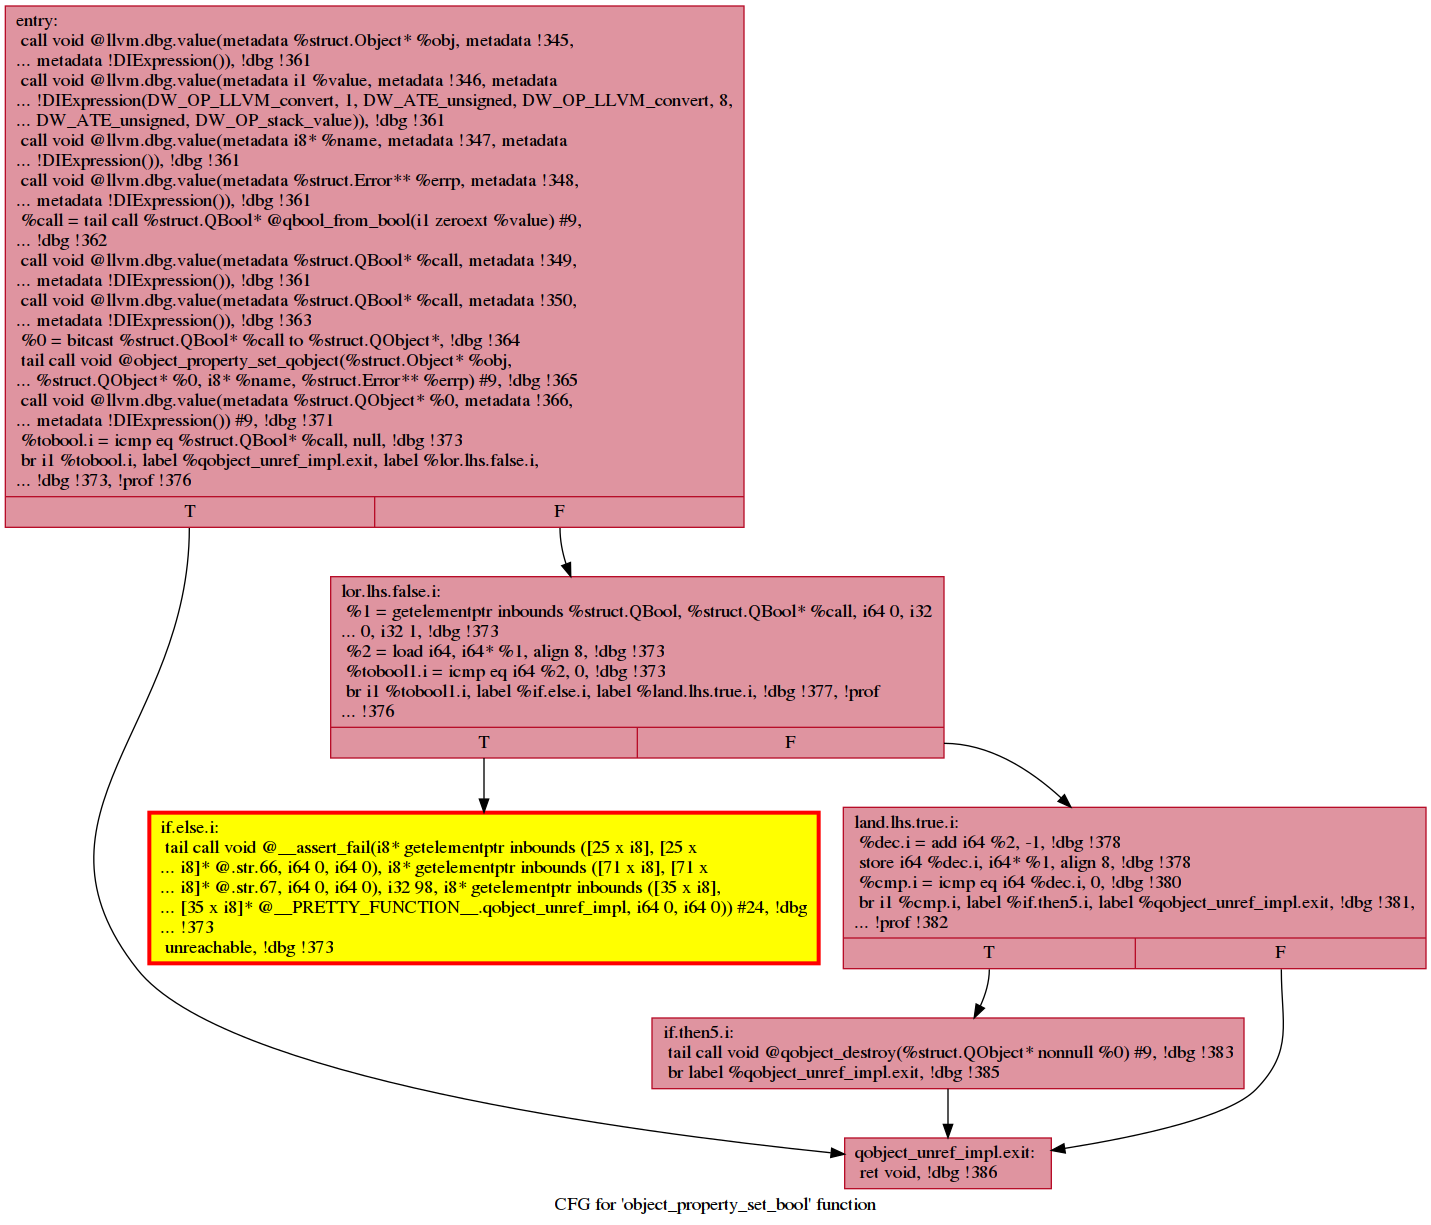 entry:
call void @llvm.dbg.value(metadata %struct.Object* %obj, metadata !345,
... metadata !DIExpression()), !dbg !361
call void @llvm.dbg.value(metadata i1 %value, metadata !346, metadata
... !DIExpression(DW_OP_LLVM_convert, 1, DW_ATE_unsigned, DW_OP_LLVM_convert, 8,
... DW_ATE_unsigned, DW_OP_stack_value)), !dbg !361
call void @llvm.dbg.value(metadata i8* %name, metadata !347, metadata
... !DIExpression()), !dbg !361
call void @llvm.dbg.value(metadata %struct.Error** %errp, metadata !348,
... metadata !DIExpression()), !dbg !361
%call = tail call %struct.QBool* @qbool_from_bool(i1 zeroext %value) #9,
... !dbg !362
call void @llvm.dbg.value(metadata %struct.QBool* %call, metadata !349,
... metadata !DIExpression()), !dbg !361
call void @llvm.dbg.value(metadata %struct.QBool* %call, metadata !350,
... metadata !DIExpression()), !dbg !363
%0 = bitcast %struct.QBool* %call to %struct.QObject*, !dbg !364
tail call void @object_property_set_qobject(%struct.Object* %obj,
... %struct.QObject* %0, i8* %name, %struct.Error** %errp) #9, !dbg !365
call void @llvm.dbg.value(metadata %struct.QObject* %0, metadata !366,
... metadata !DIExpression()) #9, !dbg !371
%tobool.i = icmp eq %struct.QBool* %call, null, !dbg !373
br i1 %tobool.i, label %qobject_unref_impl.exit, label %lor.lhs.false.i,
... !dbg !373, !prof !376
T F
lor.lhs.false.i:
%1 = getelementptr inbounds %struct.QBool, %struct.QBool* %call, i64 0, i32
... 0, i32 1, !dbg !373
%2 = load i64, i64* %1, align 8, !dbg !373
%tobool1.i = icmp eq i64 %2, 0, !dbg !373
br i1 %tobool1.i, label %if.else.i, label %land.lhs.true.i, !dbg !377, !prof
... !376
T F
if.else.i:
tail call void @__assert_fail(i8* getelementptr inbounds ([25 x i8], [25 x
... i8]* @.str.66, i64 0, i64 0), i8* getelementptr inbounds ([71 x i8], [71 x
... i8]* @.str.67, i64 0, i64 0), i32 98, i8* getelementptr inbounds ([35 x i8],
... [35 x i8]* @__PRETTY_FUNCTION__.qobject_unref_impl, i64 0, i64 0)) #24, !dbg
... !373
unreachable, !dbg !373
land.lhs.true.i:
%dec.i = add i64 %2, -1, !dbg !378
store i64 %dec.i, i64* %1, align 8, !dbg !378
%cmp.i = icmp eq i64 %dec.i, 0, !dbg !380
br i1 %cmp.i, label %if.then5.i, label %qobject_unref_impl.exit, !dbg !381,
... !prof !382
T F
if.then5.i:
tail call void @qobject_destroy(%struct.QObject* nonnull %0) #9, !dbg !383
br label %qobject_unref_impl.exit, !dbg !385
qobject_unref_impl.exit:
ret void, !dbg !386
CFG for 'object_property_set_bool' function